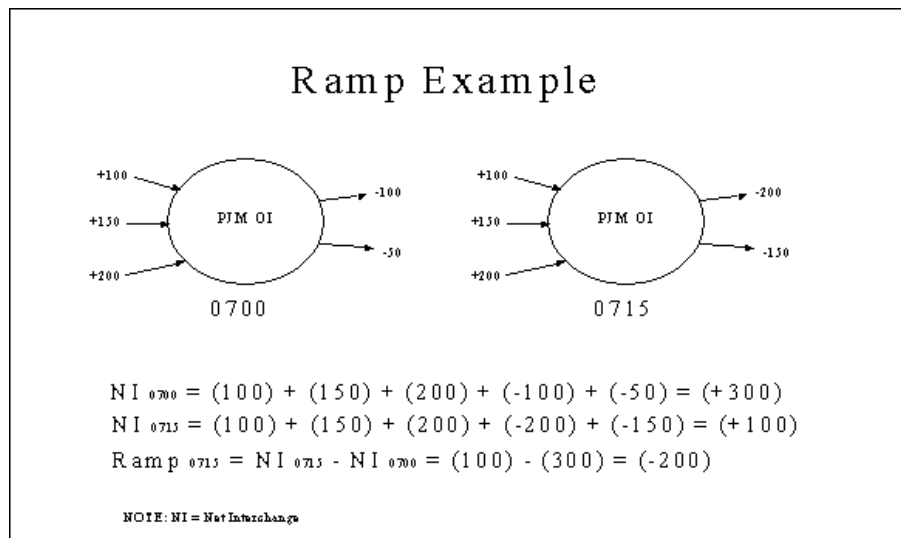 Ramp Example
+100
+150
+200
PJM OI
-100
-50
0700
+100
+150
+200
PJM OI
-200
-150
0715
NI 0700 = (100) + (150) + (200) + (-100) + (-50) = (+300)
NI 0715 = (100) + (150) + (200) + (-200) + (-150) = (+100)
Ramp 0715 = NI 0715 - NI 0700 = (100) - (300) = (-200)
NOTE: NI = Net Interchange